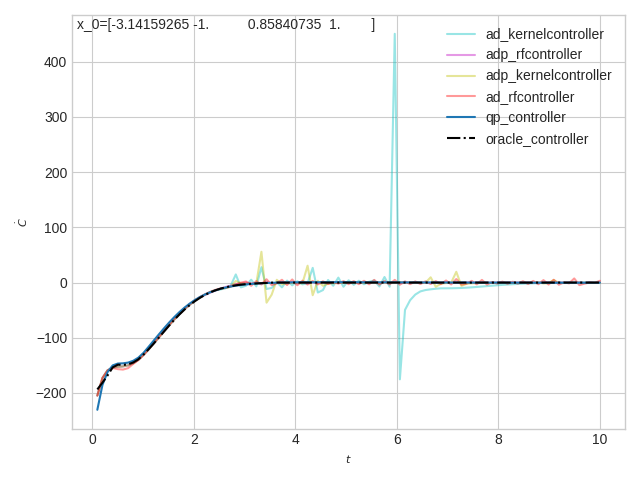 x_0=[-3.14159265 -1. 0.85840735 1. ]
ad_kernelcontroller
adp_rfcontroller
adp_kernelcontroller
ad_rfcontroller
qp_controller
oracle_controller
400
300
200
100
0
−100
−200
Ċ
0 2 4 6 8 10
t